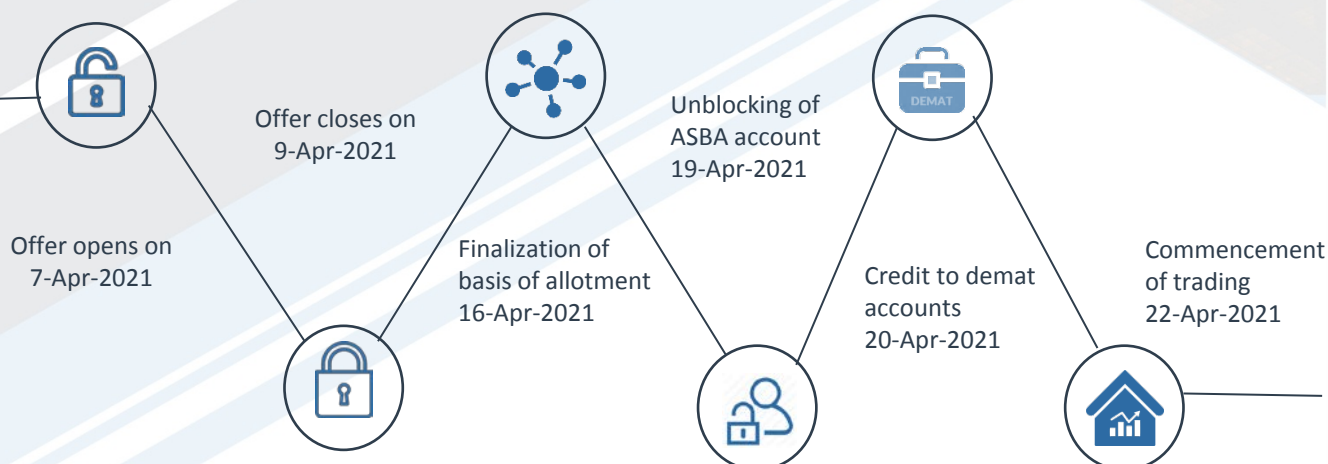 Offer opens on
7-Apr-2021
Offer closes on
9-Apr-2021
Finalization of
basis of allotment
16-Apr-2021
Unblocking of
ASBA account
19-Apr-2021
DEMAT
Credit to demat
accounts
20-Apr-2021
Commencement
of trading
22-Apr-2021